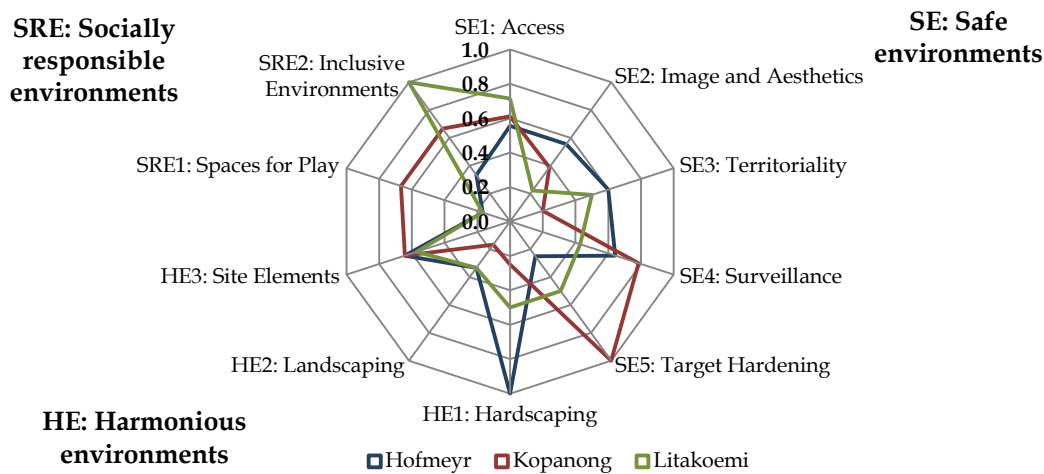 SRE: Socially
responsible
environments
SE: Safe
environments
SE1: Access
SE2: Image and Aesthetics
SE3: Territoriality
SE4: Surveillance
SE5: Target Hardening
HE1: Hardscaping
HE2: Landscaping
HE3: Site Elements
SRE1: Spaces for Play
SRE2: Inclusive
Environments
1.0
0.8
0.6
0.4
0.2
0.0
HE: Harmonious
environments
Hofmeyr Kopanong Litakoemi